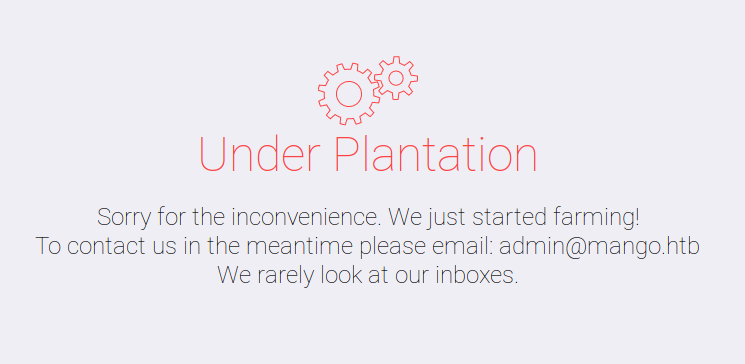 Under Plantation
Sorry for the inconvenience. We just started farming!
To contact us in the meantime please email: admin@mango.htb
We rarely look at our inboxes.